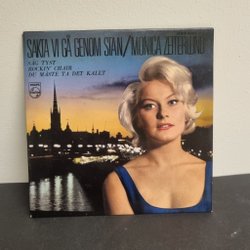 SAKTA VI GÅ GENOM STAN/MONICA ZETTERLUND
SÄG TYST
ROCKIN' CHAIR
DU MÅSTE TA DET KALLT
PHILIPS